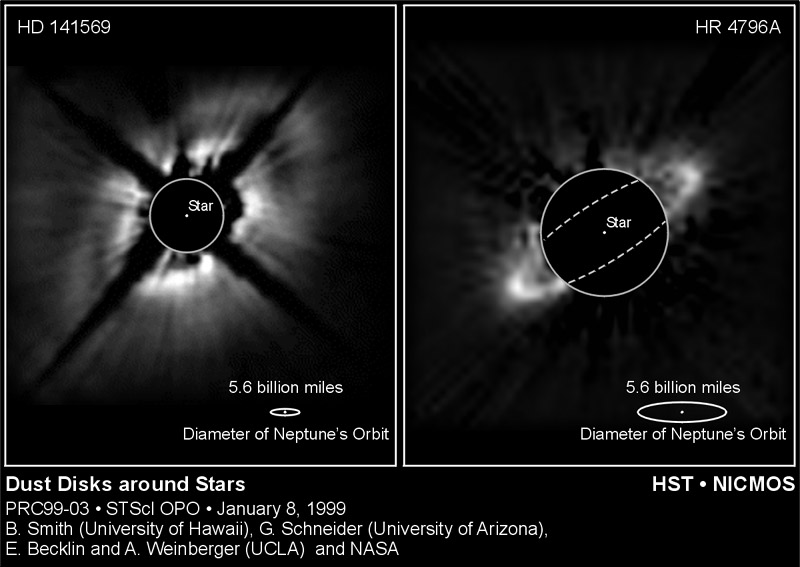 HD 141569
Star
5.6 billion miles
Diameter of Neptune's Orbit
HR 4796A
Star
5.6 billion miles
Diameter of Neptune's Orbit
Dust Disks around Stars
HST • NICMOS
PRC99-03 • STScI OPO • January 8, 1999
B. Smith (University of Hawaii), G. Schneider (University of Arizona),
E. Becklin and A. Weinberger (UCLA) and NASA